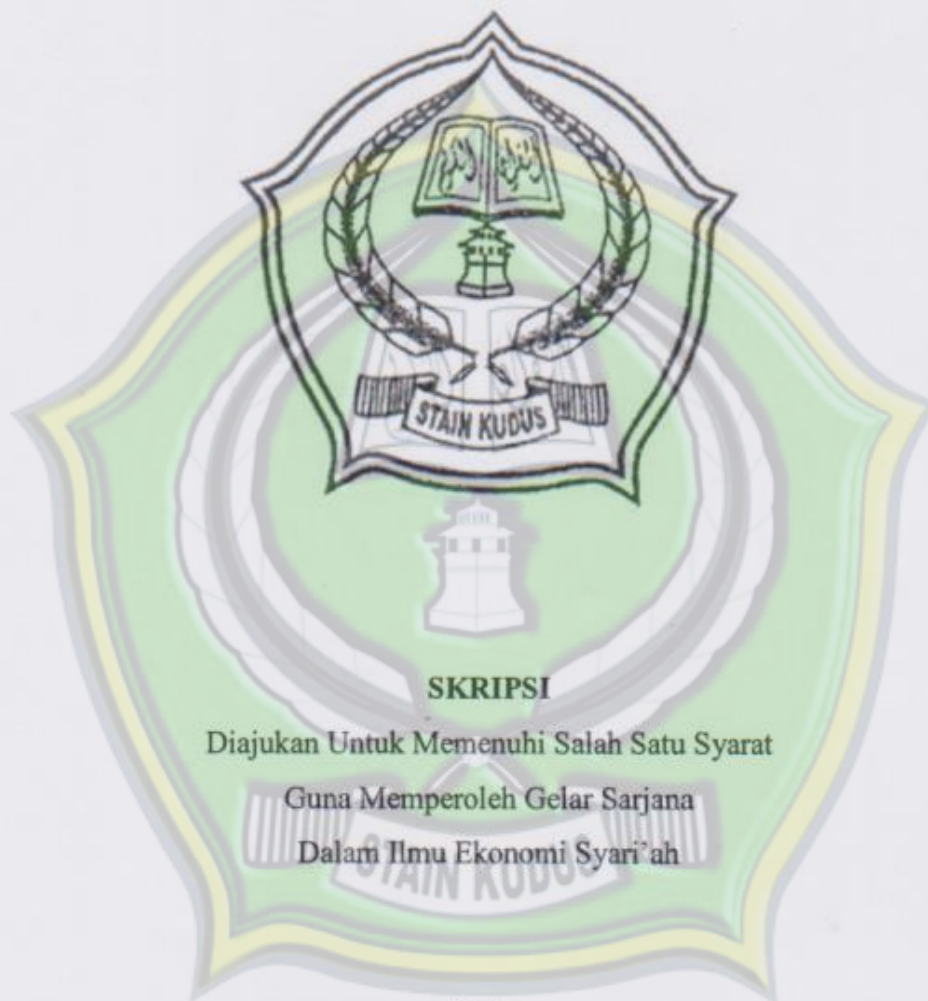 STAIN KUDUS
SKRIPSI
Diajukan Untuk Memenuhi Salah Satu Syarat
Guna Memperoleh Gelar Sarjana
Dalam Ilmu Ekonomi Syari'ah
STAIN KUDUS